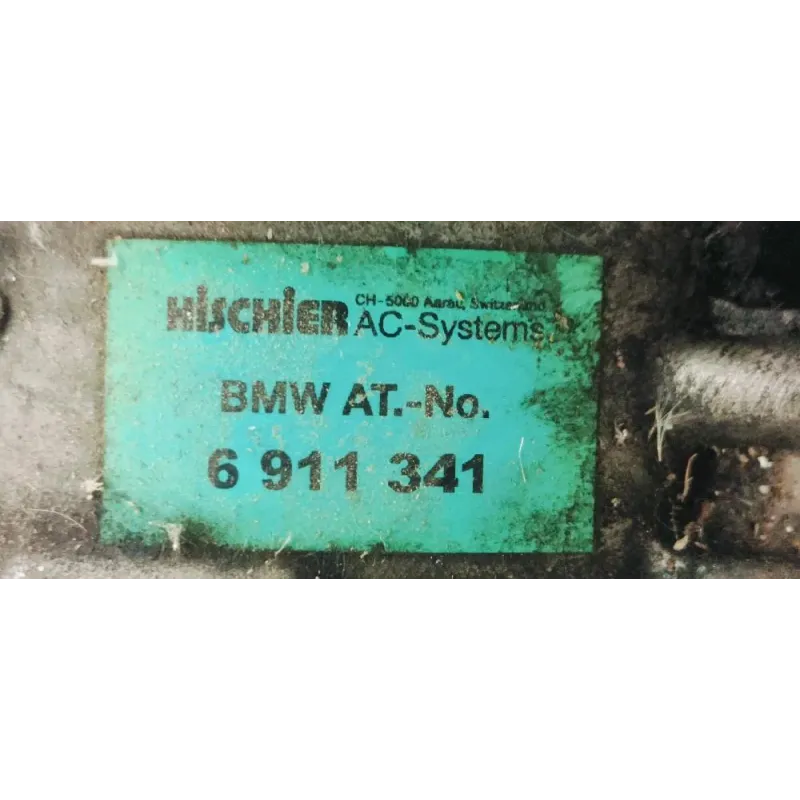 HiSCHiER CH-5000 Aarau, Switzerland
AC-Systems
BMW AT.-No.
6 911 341